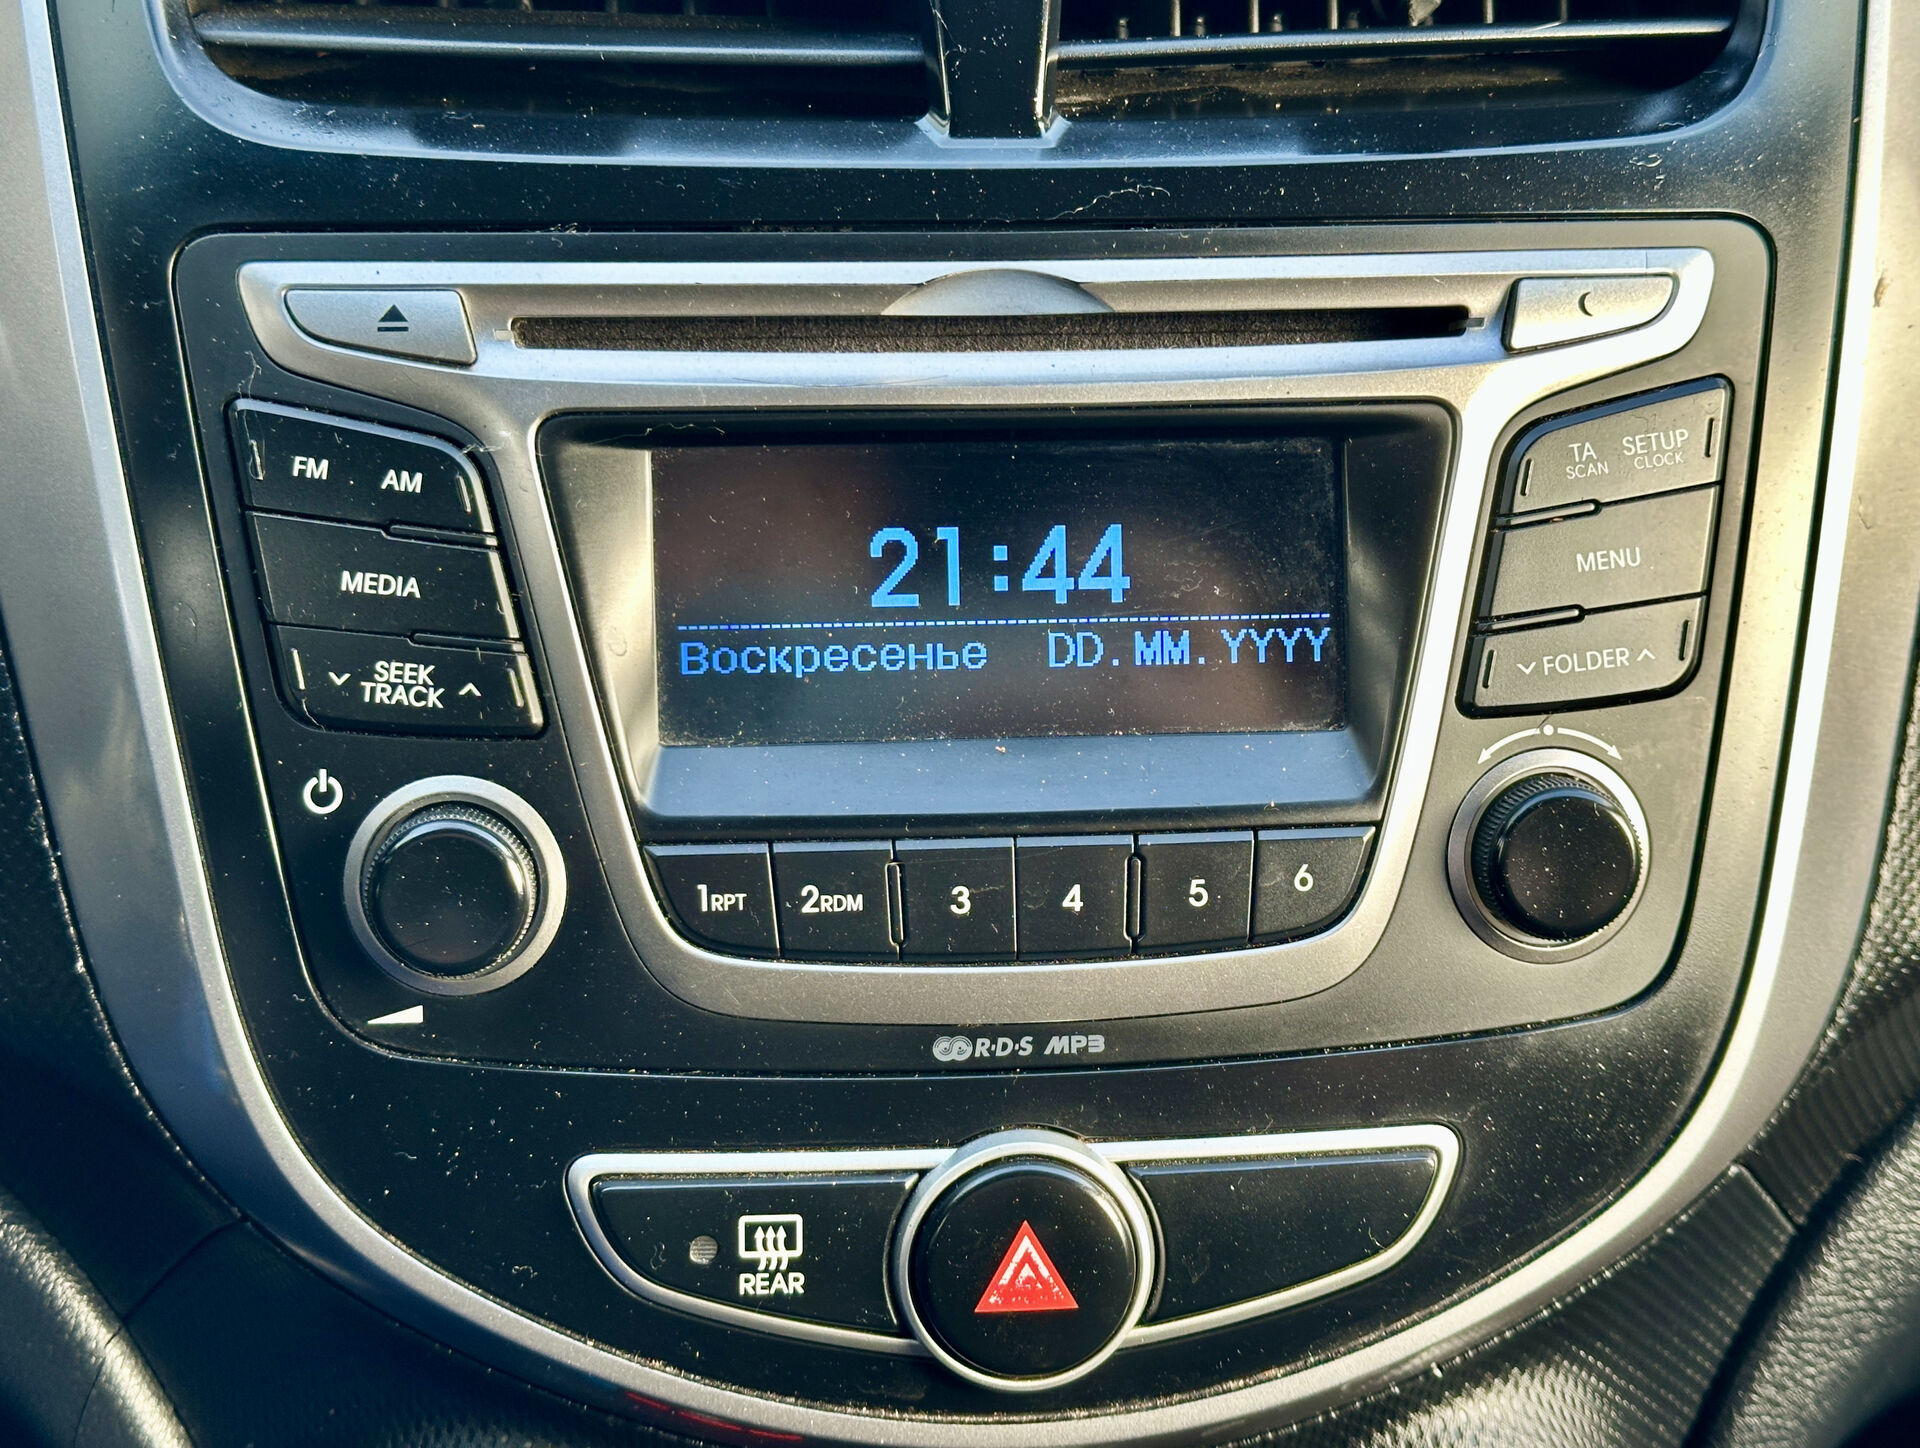 FM AM
TA SETUP
SCAN CLOCK
MEDIA
21:44
MENU
SEEK
TRACK
Воскресенье DD.MM.YYYY
FOLDER
1RPT 2RDM 3 4 5 6
R·D·S MP3
REAR